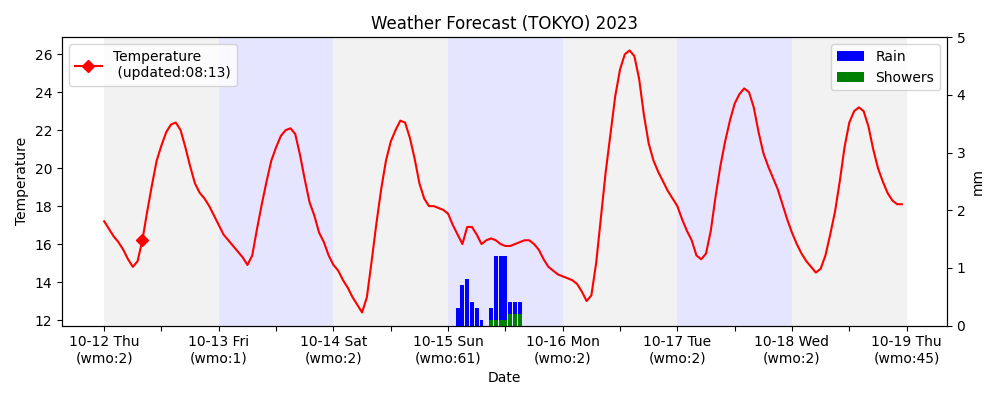 Weather Forecast (TOKYO) 2023
Temperature
(updated:08:13)
Rain
Showers
26
24
22
20
18
16
14
12
Temperature
5
4
3
2
1
0
mm
10-12 Thu 10-13 Fri 10-14 Sat 10-15 Sun 10-16 Mon 10-17 Tue 10-18 Wed 10-19 Thu
(wmo:2) (wmo:1) (wmo:2) (wmo:61) (wmo:2) (wmo:2) (wmo:2) (wmo:45)
Date